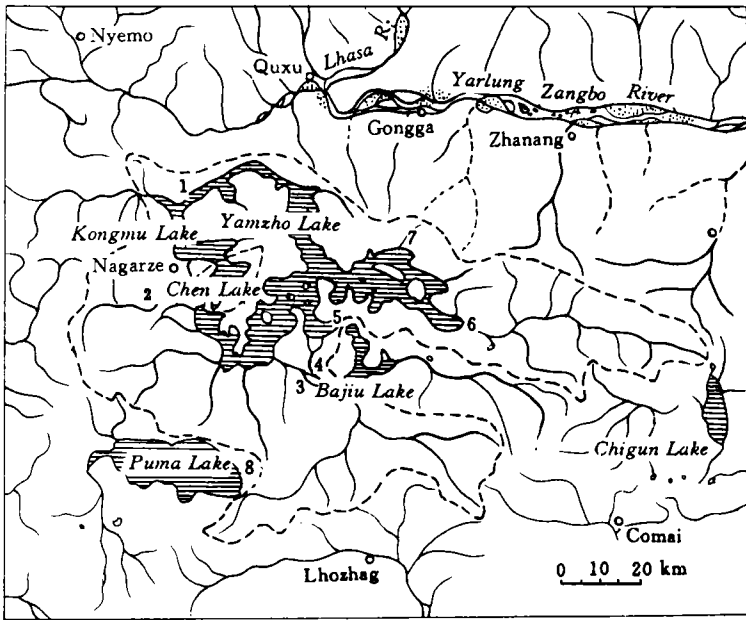 Nyemo
Quxu
Lhasa R.
Yarlung Zangbo River
Gongga
Zhanang
1
Kongmu Lake
Yamzho Lake
7
Nagarze
Chen Lake
2
5
6
4
3
Bajiu Lake
Puma Lake
8
Chigun Lake
Comai
Lhozhag
0 10 20 km